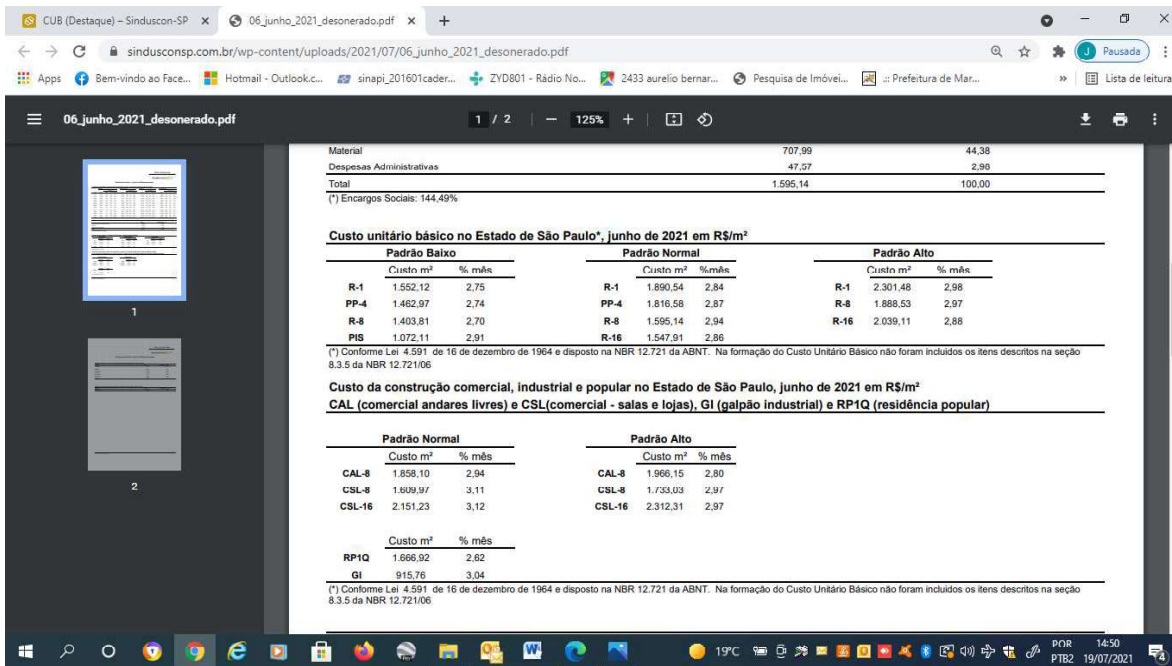 CUB (Destaque) – Sinduscon-SP × 06_junho_2021_desonerado.pdf × +
sindusconsp.com.br/wp-content/uploads/2021/07/06_junho_2021_desonerado.pdf J Pausada
Apps Bem-vindo ao Face... Hotmail - Outlook.c... sinapi_201601cader... ZYD801 - Rádio No... 2433 aurelio bernar... Pesquisa de Imóvei... .:: Prefeitura de Mar... » Lista de leitura
06_junho_2021_desonerado.pdf 1 / 2 | − 125% +
Material 707,99 44,38
Despesas Administrativas 47,57 2,98
Total 1.595,14 100,00
(*) Encargos Sociais: 144,49%
Custo unitário básico no Estado de São Paulo*, junho de 2021 em R$/m²
Padrão Baixo Padrão Normal Padrão Alto
Custo m² % mês Custo m² %mês Custo m² % mês
R-1 1.552,12 2,75 R-1 1.890,54 2,84 R-1 2.301,48 2,98
PP-4 1.462,97 2,74 PP-4 1.816,58 2,87 R-8 1.888,53 2,97
R-8 1.403,81 2,70 R-8 1.595,14 2,94 R-16 2.039,11 2,88
PIS 1.072,11 2,91 R-16 1.547,91 2,86
(*) Conforme Lei 4.591 de 16 de dezembro de 1964 e disposto na NBR 12.721 da ABNT. Na formação do Custo Unitário Básico não foram incluidos os itens descritos na seção
8.3.5 da NBR 12.721/06
Custo da construção comercial, industrial e popular no Estado de São Paulo, junho de 2021 em R$/m²
CAL (comercial andares livres) e CSL(comercial - salas e lojas), GI (galpão industrial) e RP1Q (residência popular)
Padrão Normal Padrão Alto
Custo m² % mês Custo m² % mês
CAL-8 1.858,10 2,94 CAL-8 1.966,15 2,80
CSL-8 1.609,97 3,11 CSL-8 1.733,03 2,97
CSL-16 2.151,23 3,12 CSL-16 2.312,31 2,97
Custo m² % mês
RP1Q 1.666,92 2,62
GI 915,76 3,04
(*) Conforme Lei 4.591 de 16 de dezembro de 1964 e disposto na NBR 12.721 da ABNT. Na formação do Custo Unitário Básico não foram incluidos os itens descritos na seção
8.3.5 da NBR 12.721/06
1
2
19°C POR 14:50
PTB2 19/07/2021